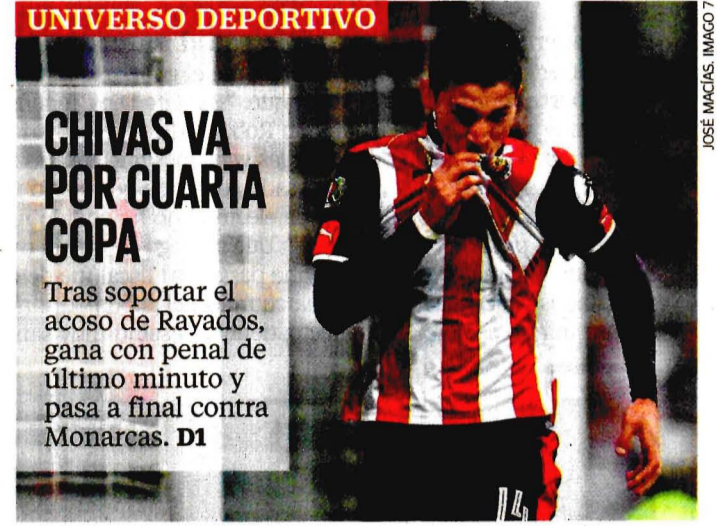 UNIVERSO DEPORTIVO
CHIVAS VA
POR CUARTA
COPA
Tras soportar el
acoso de Rayados,
gana con penal de
último minuto y
pasa a final contra
Monarcas. D1
JOSÉ MACÍAS. IMAGO 7
14